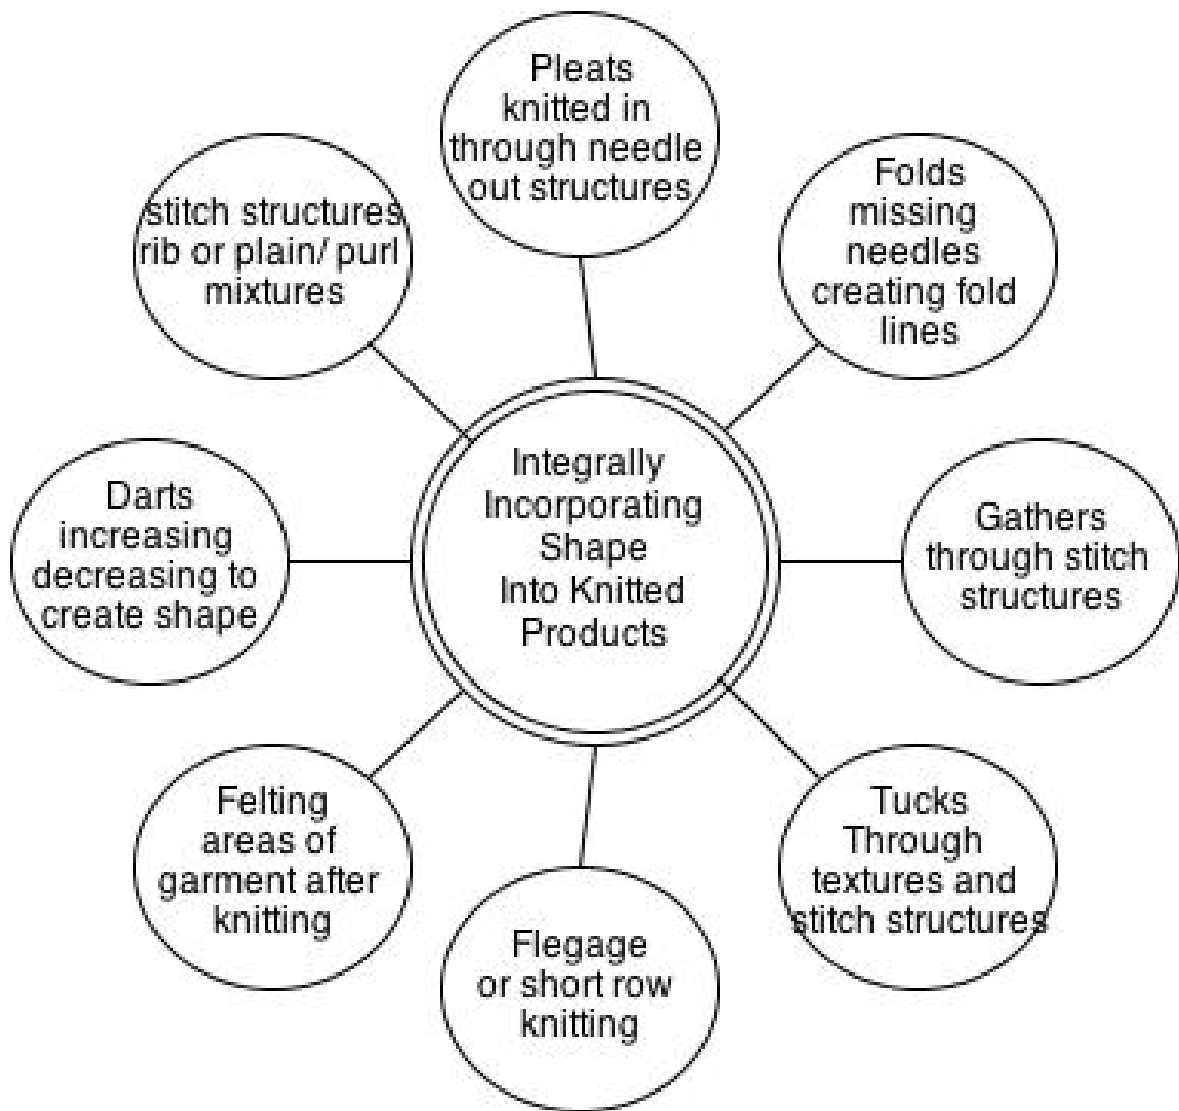 Pleats
knitted in
through needle
out structures
Folds
missing
needles
creating fold
lines
stitch structures
rib or plain/ purl
mixtures
Integrally
Incorporating
Shape
Into Knitted
Products
Darts
increasing
decreasing to
create shape
Gathers
through stitch
structures
Felting
areas of
garment after
knitting
Tucks
Through
textures and
stitch structures
Flegage
or short row
knitting